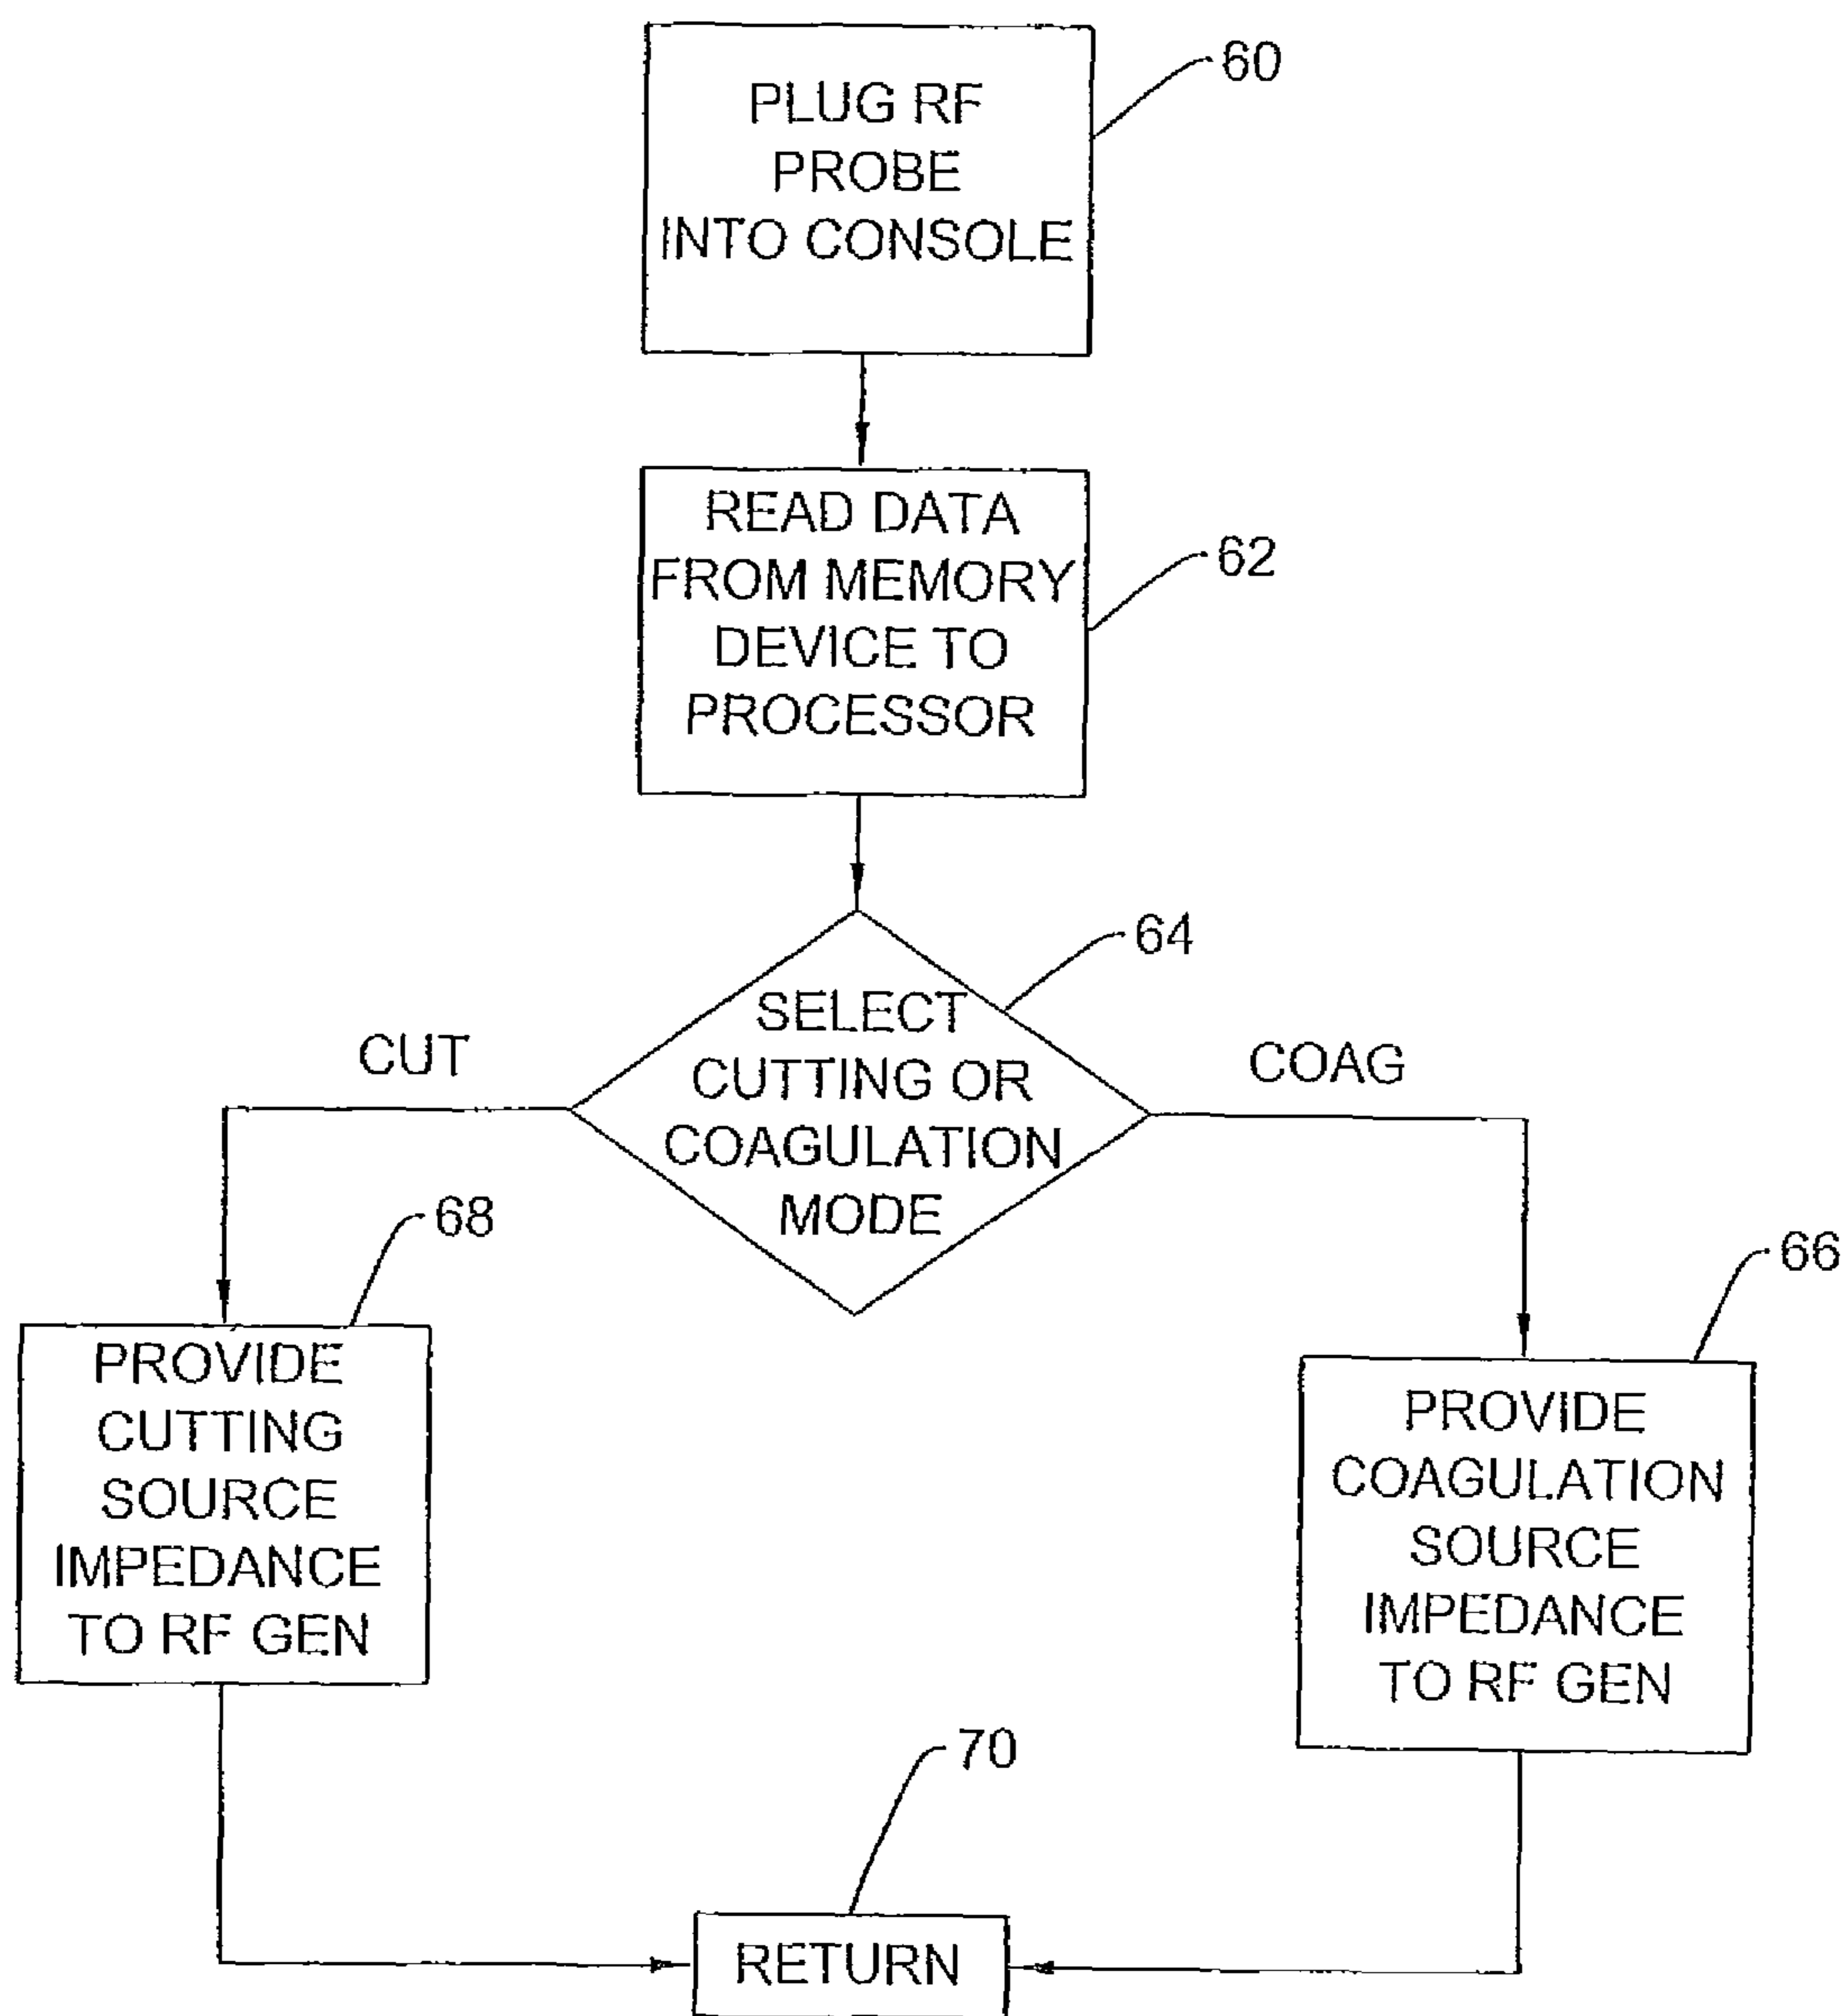 PLUG RF
PROBE
INTO CONSOLE
60
READ DATA
FROM MEMORY
DEVICE TO
PROCESSOR
62
SELECT
CUTTING OR
COAGULATION
MODE
64
CUT
COAG
PROVIDE
CUTTING
SOURCE
IMPEDANCE
TO RF GEN
68
PROVIDE
COAGULATION
SOURCE
IMPEDANCE
TO RF GEN
66
RETURN
70